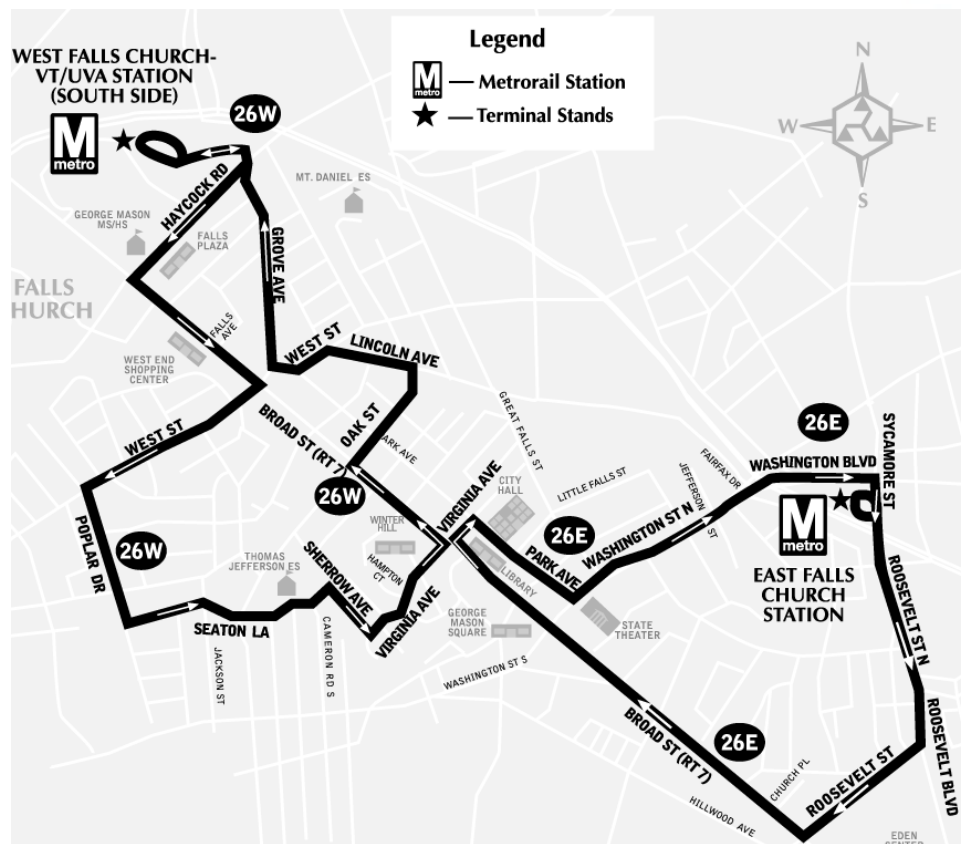 WEST FALLS CHURCH-
VT/UVA STATION
(SOUTH SIDE)
M
metro
26W
Legend
M
metro
— Metrorail Station
★ — Terminal Stands
N
W
E
S
HAYCOCK RD
MT. DANIEL ES
GEORGE MASON
MS/HS
FALLS
PLAZA
GROVE AVE
FALLS
HURCH
FALLS
AVE
WEST END
SHOPPING
CENTER
WEST ST
LINCOLN AVE
BROAD ST (RT 7)
OAK ST
ARK AVE
GREAT FALLS ST
WEST ST
26W
VIRGINIA AVE
CITY
HALL
LITTLE FALLS ST
JEFFERSON
ST
FAIRFAX DR
26E
WASHINGTON BLVD
SYCAMORE ST
M
metro
EAST FALLS
CHURCH
STATION
POPLAR DR
26W
WINTER
HILL
HAMPTON
CT
THOMAS
JEFFERSON ES
SHERROW AVE
26E
PARK AVE
WASHINGTON ST N
LIBRARY
STATE
THEATER
ROOSEVELT ST N
SEATON LA
VIRGINIA AVE
GEORGE
MASON
SQUARE
JACKSON ST
CAMERON RD S
WASHINGTON ST S
BROAD ST (RT 7)
26E
ROOSEVELT BLVD
CHURCH PL
ROOSEVELT ST
HILLWOOD AVE
EDEN